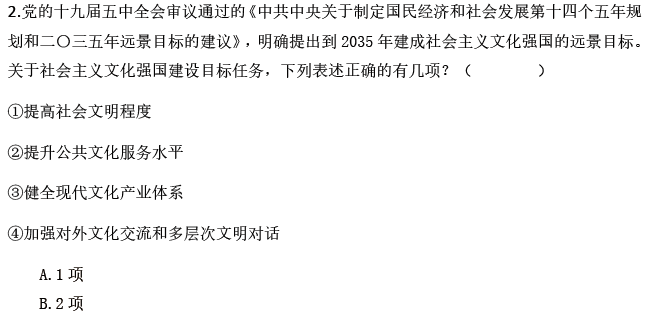 2.党的十九届五中全会审议通过的《中共中央关于制定国民经济和社会发展第十四个五年规
划和二〇三五年远景目标的建议》，明确提出到 2035 年建成社会主义文化强国的远景目标。
关于社会主义文化强国建设目标任务，下列表述正确的有几项？（　　　　）
①提高社会文明程度
②提升公共文化服务水平
③健全现代文化产业体系
④加强对外文化交流和多层次文明对话
A.1 项
B.2 项